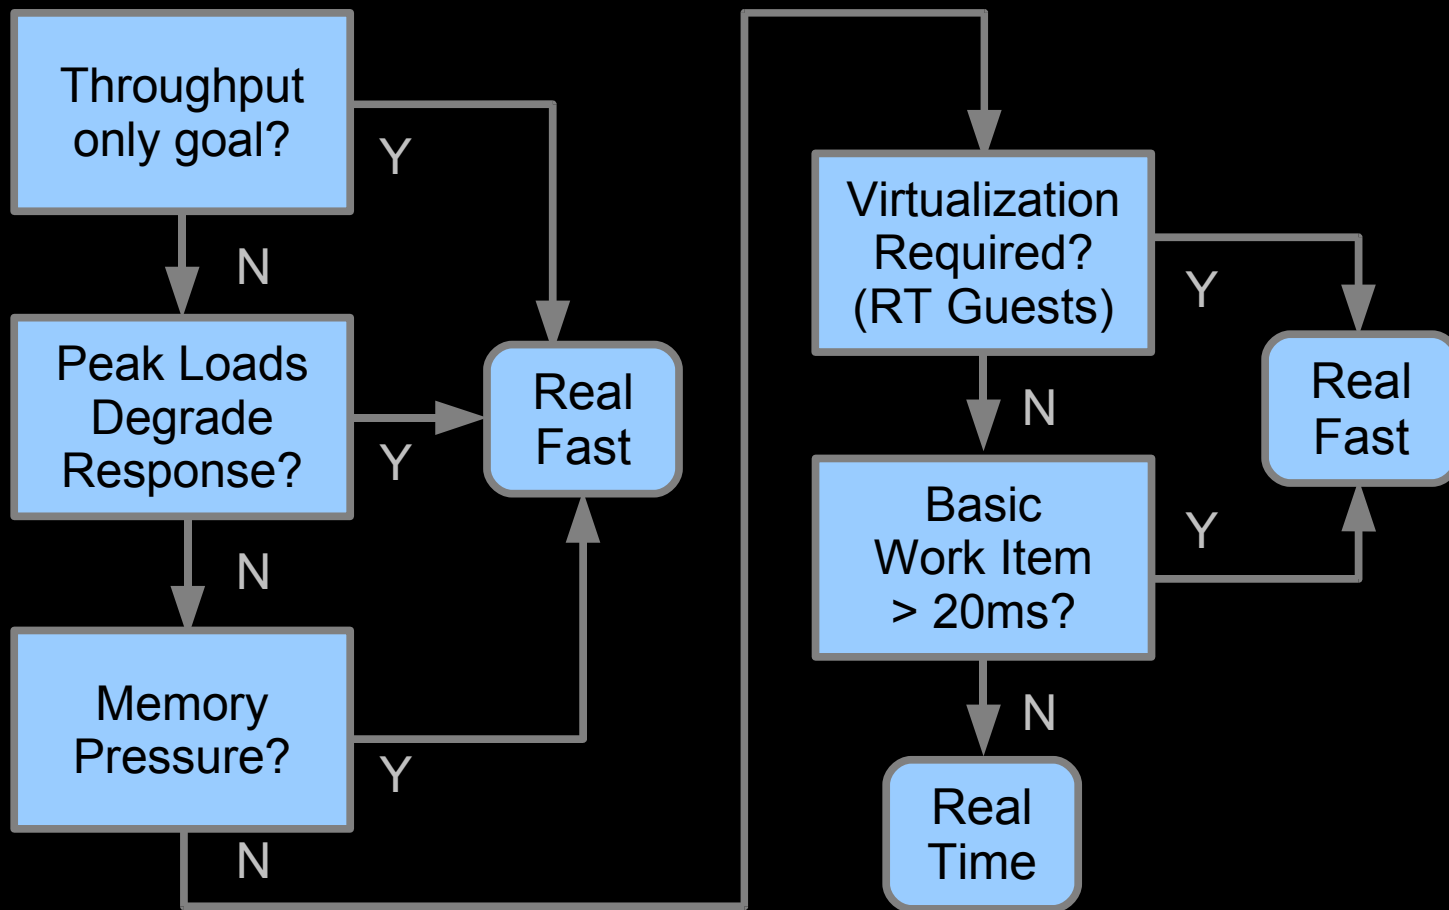 Throughput
only goal?
Y
N
Peak Loads
Degrade
Response?
Y
N
Real
Fast
Memory
Pressure?
Y
N
Virtualization
Required?
(RT Guests)
Y
N
Real
Fast
Basic
Work Item
> 20ms?
Y
N
Real
Time